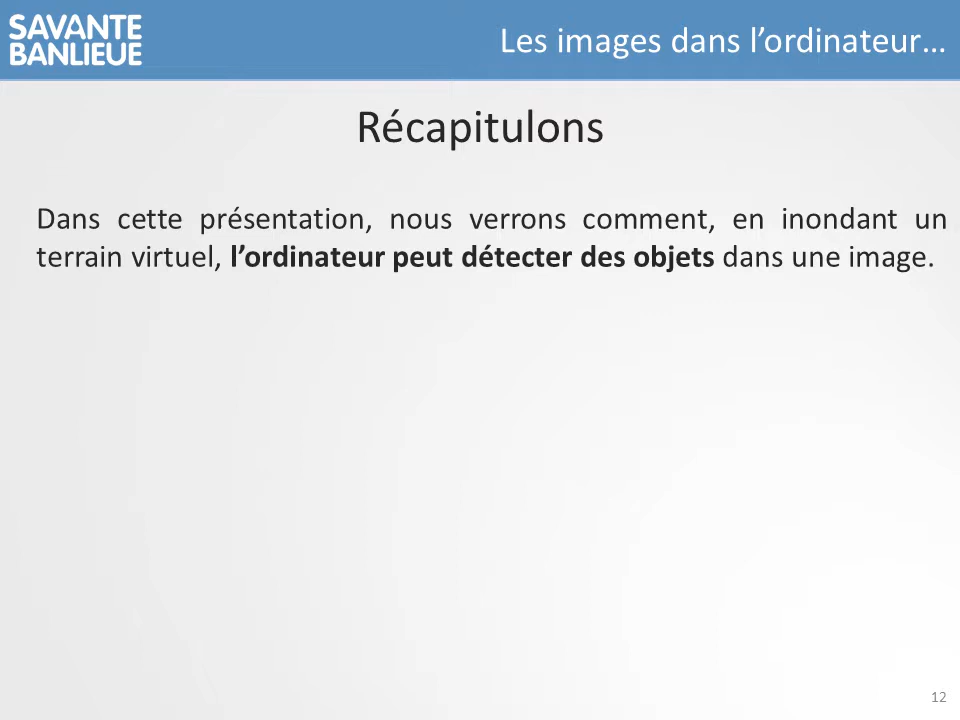 SAVANTE
BANLIEUE
Les images dans l’ordinateur…
Récapitulons
Dans cette présentation, nous verrons comment, en inondant un
terrain virtuel, l’ordinateur peut détecter des objets dans une image.
12